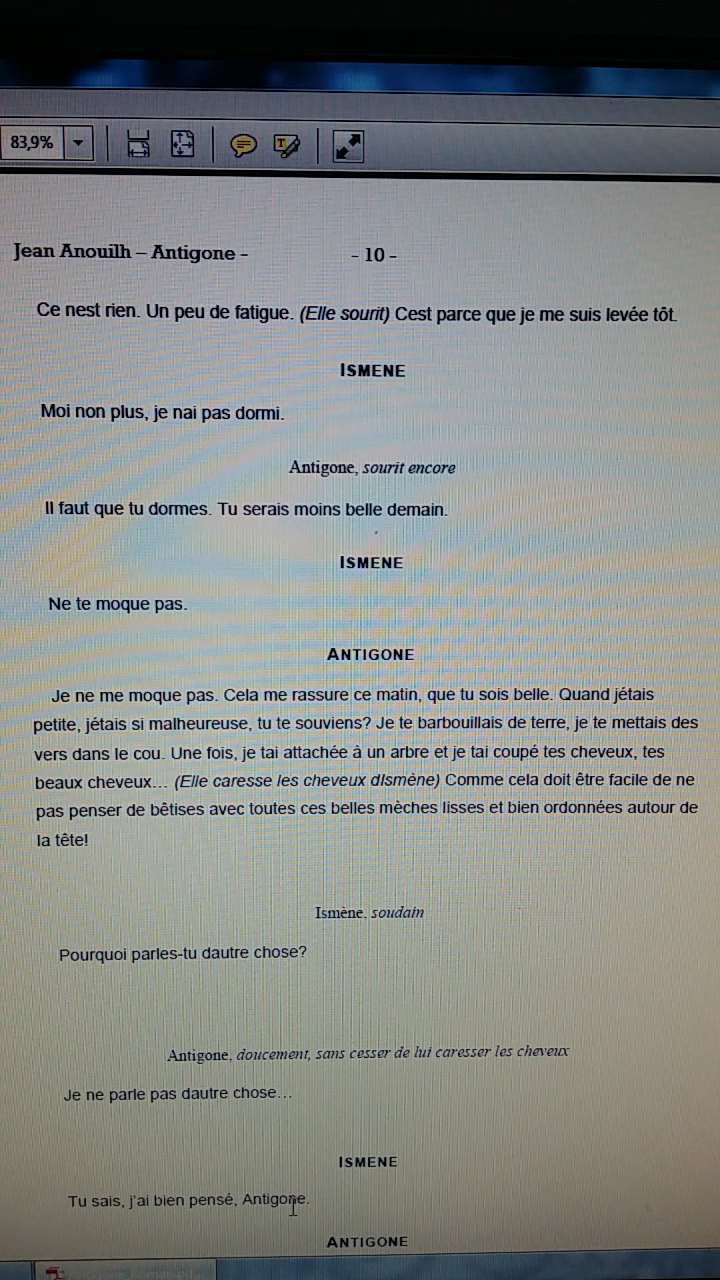 83,9%
Jean Anouilh – Antigone - - 10 -
Ce nest rien. Un peu de fatigue. (Elle sourit) Cest parce que je me suis levée tôt.
ISMENE
Moi non plus, je nai pas dormi.
Antigone, sourit encore
Il faut que tu dormes. Tu serais moins belle demain.
ISMENE
Ne te moque pas.
ANTIGONE
Je ne me moque pas. Cela me rassure ce matin, que tu sois belle. Quand jétais
petite, jétais si malheureuse, tu te souviens? Je te barbouillais de terre, je te mettais des
vers dans le cou. Une fois, je tai attachée à un arbre et je tai coupé tes cheveux, tes
beaux cheveux… (Elle caresse les cheveux dIsmène) Comme cela doit être facile de ne
pas penser de bêtises avec toutes ces belles mèches lisses et bien ordonnées autour de
la tête!
Ismène, soudain
Pourquoi parles-tu dautre chose?
Antigone, doucement, sans cesser de lui caresser les cheveux
Je ne parle pas dautre chose…
ISMENE
Tu sais, j'ai bien pensé, Antigone.
ANTIGONE